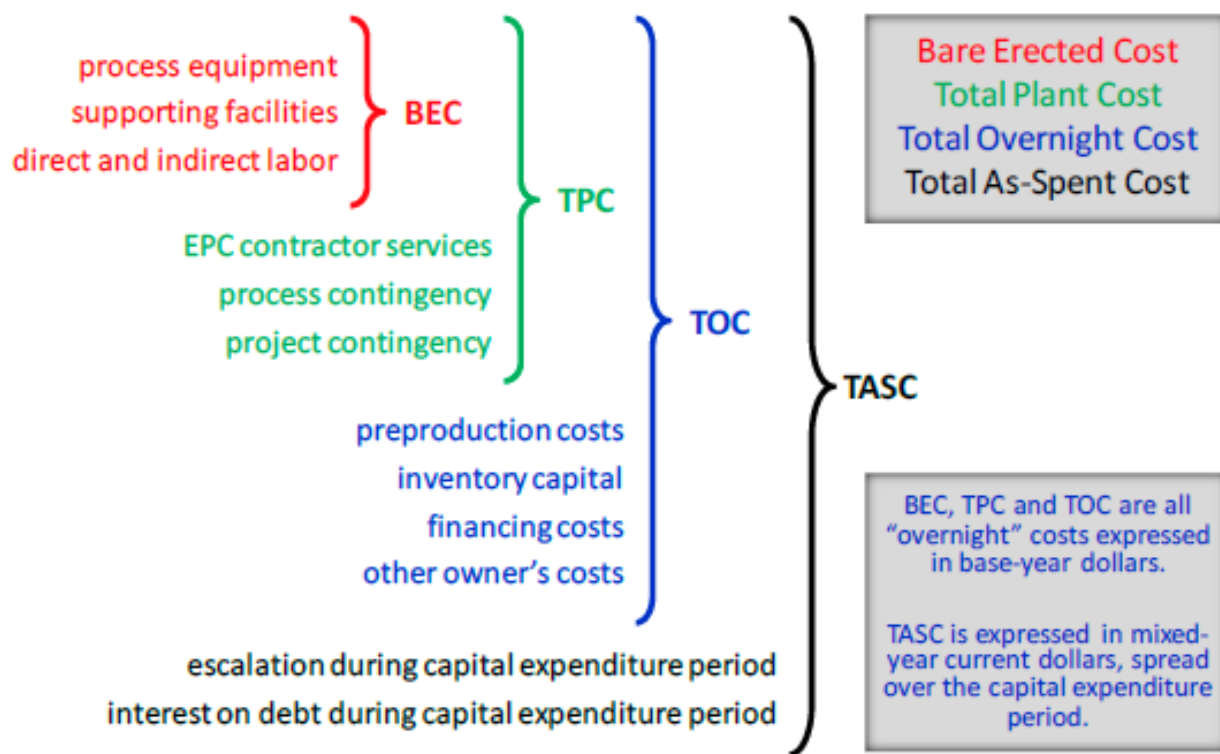 process equipment
supporting facilities
direct and indirect labor
BEC
EPC contractor services
process contingency
project contingency
TPC
preproduction costs
inventory capital
financing costs
other owner's costs
TOC
escalation during capital expenditure period
interest on debt during capital expenditure period
TASC
Bare Erected Cost
Total Plant Cost
Total Overnight Cost
Total As-Spent Cost
BEC, TPC and TOC are all
“overnight” costs expressed
in base-year dollars.
TASC is expressed in mixed-
year current dollars, spread
over the capital expenditure
period.